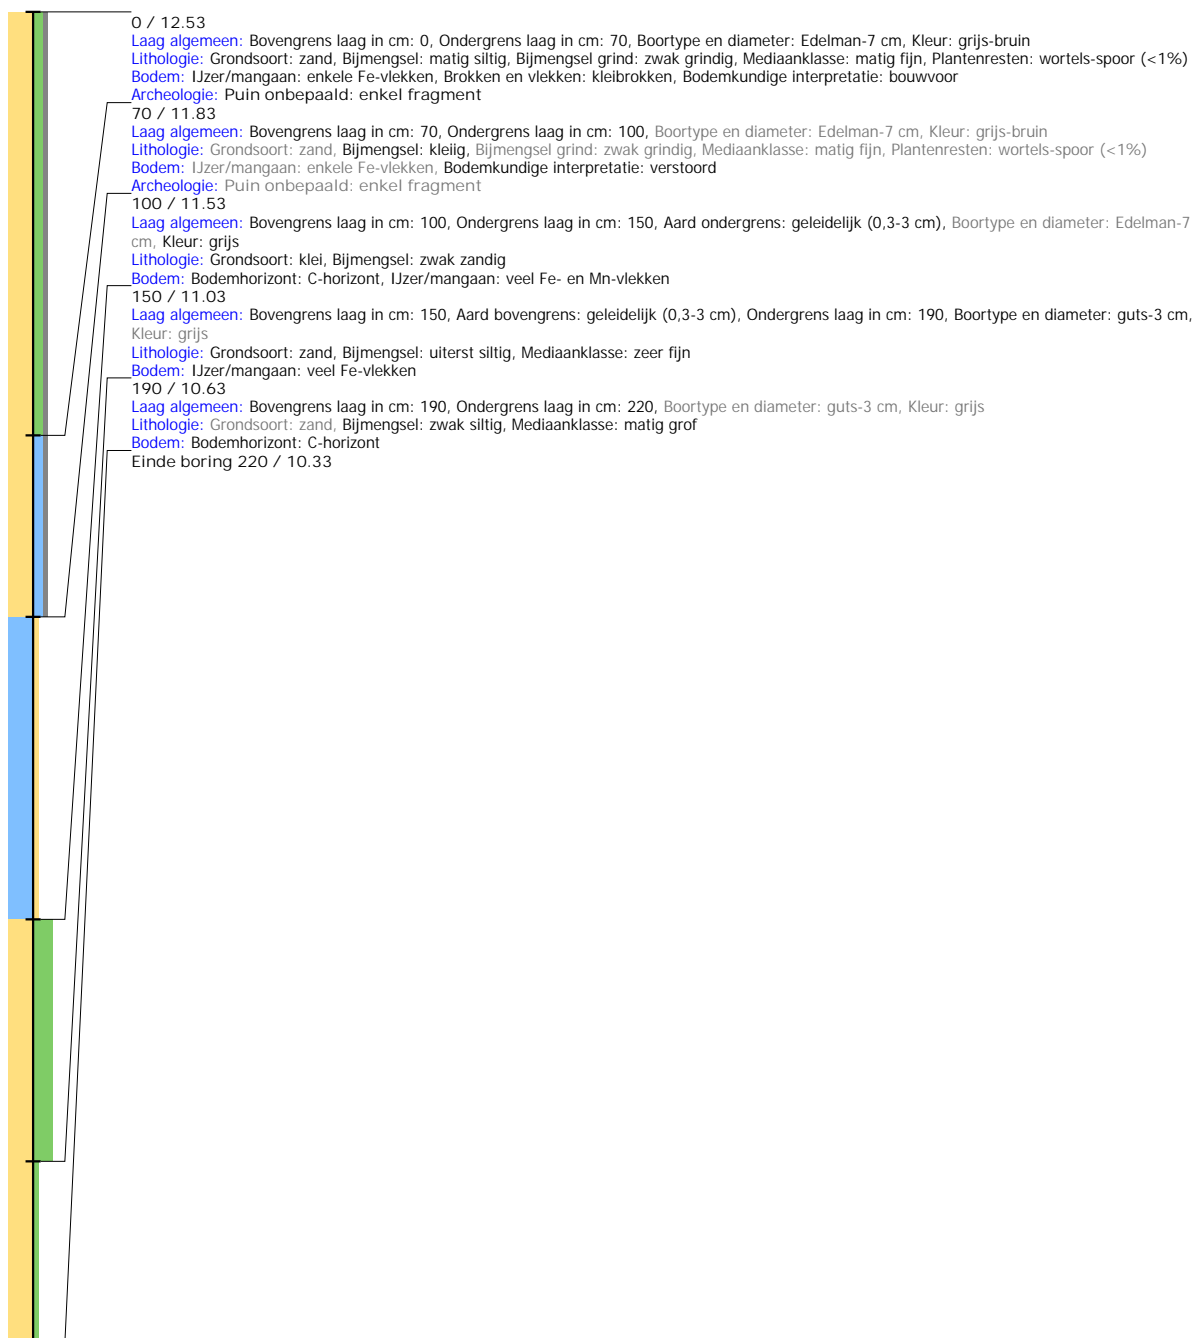 0 / 12.53
Laag algemeen: Bovengrens laag in cm: 0, Ondergrens laag in cm: 70, Boortype en diameter: Edelman-7 cm, Kleur: grijs-bruin
Lithologie: Grondsoort: zand, Bijmengsel: matig siltig, Bijmengsel grind: zwak grindig, Mediaanklasse: matig fijn, Plantenresten: wortels-spoor (<1%)
Bodem: IJzer/mangaan: enkele Fe-vlekken, Brokken en vlekken: kleibrokken, Bodemkundige interpretatie: bouwvoor
Archeologie: Puin onbepaald: enkel fragment
70 / 11.83
Laag algemeen: Bovengrens laag in cm: 70, Ondergrens laag in cm: 100, Boortype en diameter: Edelman-7 cm, Kleur: grijs-bruin
Lithologie: Grondsoort: zand, Bijmengsel: kleiig, Bijmengsel grind: zwak grindig, Mediaanklasse: matig fijn, Plantenresten: wortels-spoor (<1%)
Bodem: IJzer/mangaan: enkele Fe-vlekken, Bodemkundige interpretatie: verstoord
Archeologie: Puin onbepaald: enkel fragment
100 / 11.53
Laag algemeen: Bovengrens laag in cm: 100, Ondergrens laag in cm: 150, Aard ondergrens: geleidelijk (0,3-3 cm), Boortype en diameter: Edelman-7
cm, Kleur: grijs
Lithologie: Grondsoort: klei, Bijmengsel: zwak zandig
Bodem: Bodemhorizont: C-horizont, IJzer/mangaan: veel Fe- en Mn-vlekken
150 / 11.03
Laag algemeen: Bovengrens laag in cm: 150, Aard bovengrens: geleidelijk (0,3-3 cm), Ondergrens laag in cm: 190, Boortype en diameter: guts-3 cm,
Kleur: grijs
Lithologie: Grondsoort: zand, Bijmengsel: uiterst siltig, Mediaanklasse: zeer fijn
Bodem: IJzer/mangaan: veel Fe-vlekken
190 / 10.63
Laag algemeen: Bovengrens laag in cm: 190, Ondergrens laag in cm: 220, Boortype en diameter: guts-3 cm, Kleur: grijs
Lithologie: Grondsoort: zand, Bijmengsel: zwak siltig, Mediaanklasse: matig grof
Bodem: Bodemhorizont: C-horizont
Einde boring 220 / 10.33